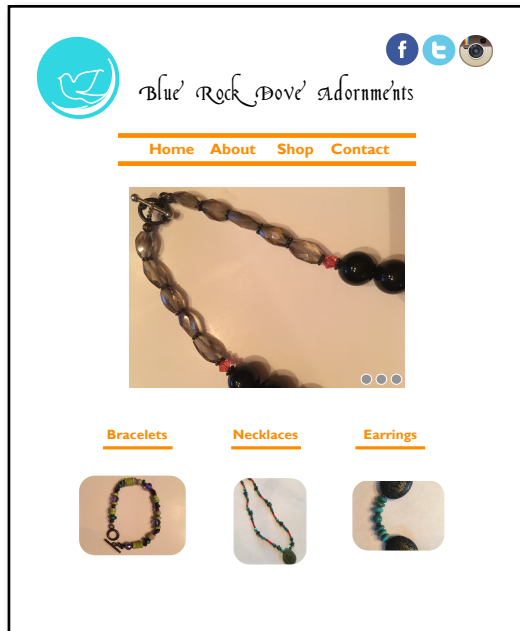 Blue Rock Dove Adornments
Home About Shop Contact
Bracelets Necklaces Earrings